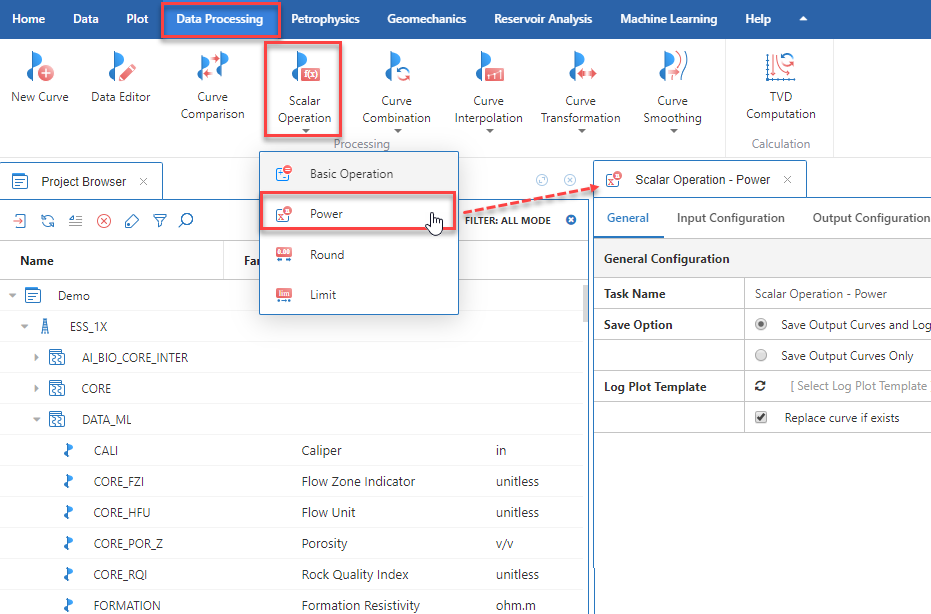 Home Data Plot Data Processing Petrophysics Geomechanics Reservoir Analysis Machine Learning Help
New Curve
Data Editor
Curve
Comparison
f(x)
Scalar
Operation
Curve
Combination
Curve
Interpolation
Curve
Transformation
Curve
Smoothing
TVD
Computation
Processing
Calculation
Project Browser
Basic Operation
Power
0.00
Round
lim
Limit
FILTER: ALL MODE
Name Far
Demo
ESS_1X
AI_BIO_CORE_INTER
CORE
DATA_ML
CALI Caliper in
CORE_FZI Flow Zone Indicator unitless
CORE_HFU Flow Unit unitless
CORE_POR_Z Porosity v/v
CORE_RQI Rock Quality Index unitless
FORMATION Formation Resistivity ohm.m
Scalar Operation - Power
General Input Configuration Output Configuration
General Configuration
Task Name Scalar Operation - Power
Save Option Save Output Curves and Log
Save Output Curves Only
Log Plot Template [ Select Log Plot Template
Replace curve if exists